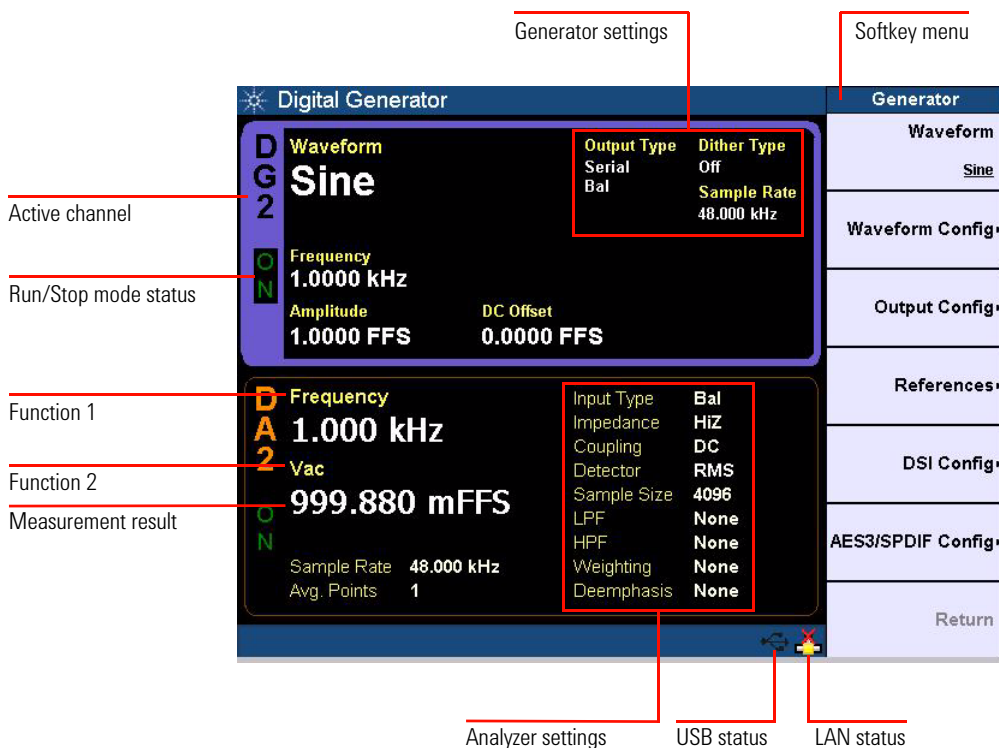 Generator settings
Softkey menu
Digital Generator
Generator
DG2
ON
Waveform
Sine
Output Type
Serial
Bal
Dither Type
Off
Sample Rate
48.000 kHz
Frequency
1.0000 kHz
Amplitude
1.0000 FFS
DC Offset
0.0000 FFS
Waveform
Sine
Waveform Config
Output Config
References
DSI Config
AES3/SPDIF Config
Return
Active channel
Run/Stop mode status
Function 1
Function 2
Measurement result
DA2
ON
Frequency
1.000 kHz
Vac
999.880 mFFS
Sample Rate 48.000 kHz
Avg. Points 1
Input Type Bal
Impedance HiZ
Coupling DC
Detector RMS
Sample Size 4096
LPF None
HPF None
Weighting None
Deemphasis None
Analyzer settings
USB status
LAN status